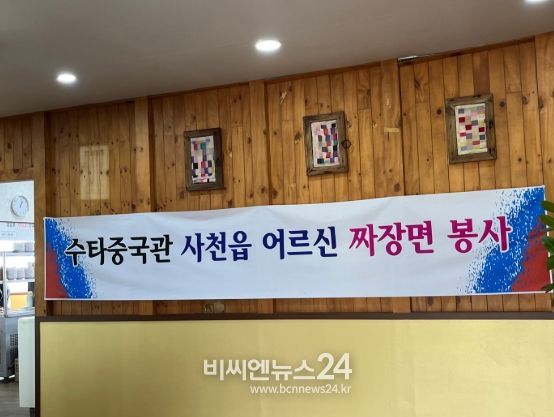 수타중국관 사천읍 어르신 짜장면 봉사
비씨엔뉴스24
www.bcnnews24.kr